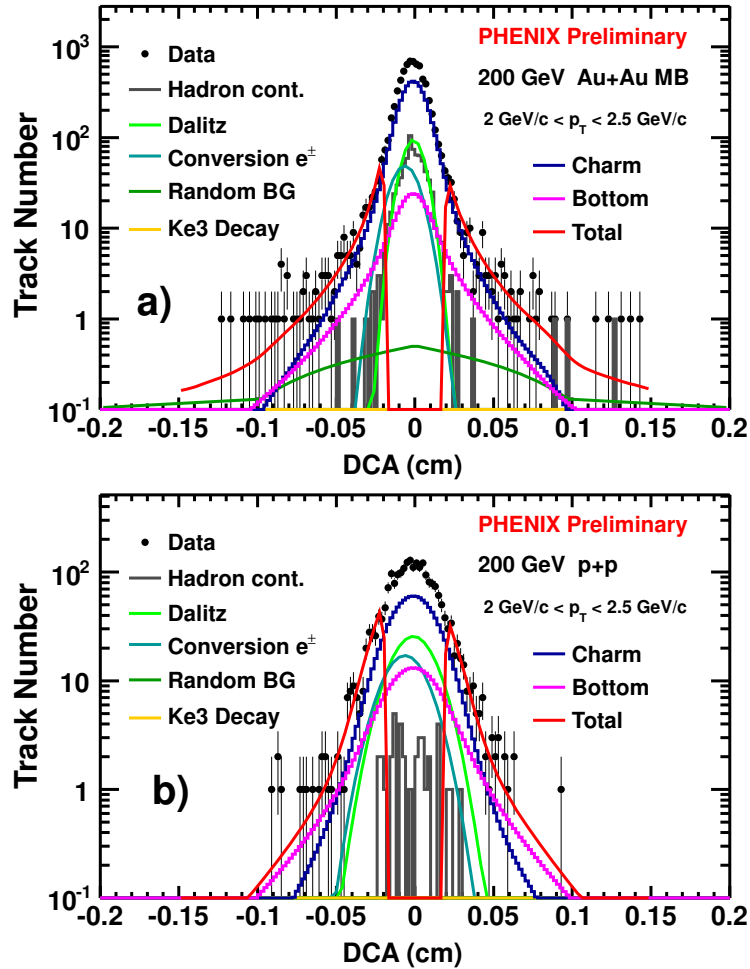 10³
10²
10
1
10⁻¹
Track Number
Data
Hadron cont.
Dalitz
Conversion e±
Random BG
Ke3 Decay
PHENIX Preliminary
200 GeV Au+Au MB
2 GeV/c < p_T < 2.5 GeV/c
Charm
Bottom
Total
a)
-0.2 -0.15 -0.1 -0.05 0 0.05 0.1 0.15 0.2
DCA (cm)
10²
10
1
10⁻¹
Track Number
Data
Hadron cont.
Dalitz
Conversion e±
Random BG
Ke3 Decay
PHENIX Preliminary
200 GeV p+p
2 GeV/c < p_T < 2.5 GeV/c
Charm
Bottom
Total
b)
-0.2 -0.15 -0.1 -0.05 0 0.05 0.1 0.15 0.2
DCA (cm)